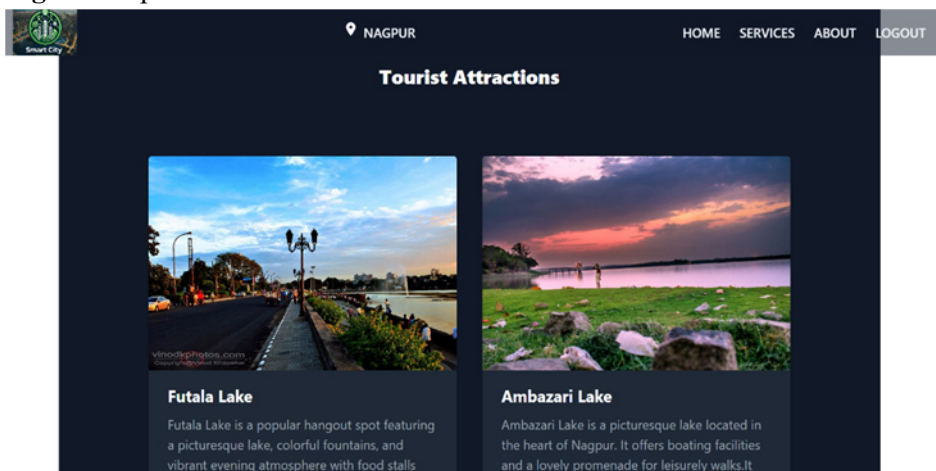 Smart City
NAGPUR
HOME SERVICES ABOUT LOGOUT
Tourist Attractions
vinodkphotos.com
Futala Lake
Futala Lake is a popular hangout spot featuring
a picturesque lake, colorful fountains, and
vibrant evening atmosphere with food stalls
Ambazari Lake
Ambazari Lake is a picturesque lake located in
the heart of Nagpur. It offers boating facilities
and a lovely promenade for leisurely walks.It